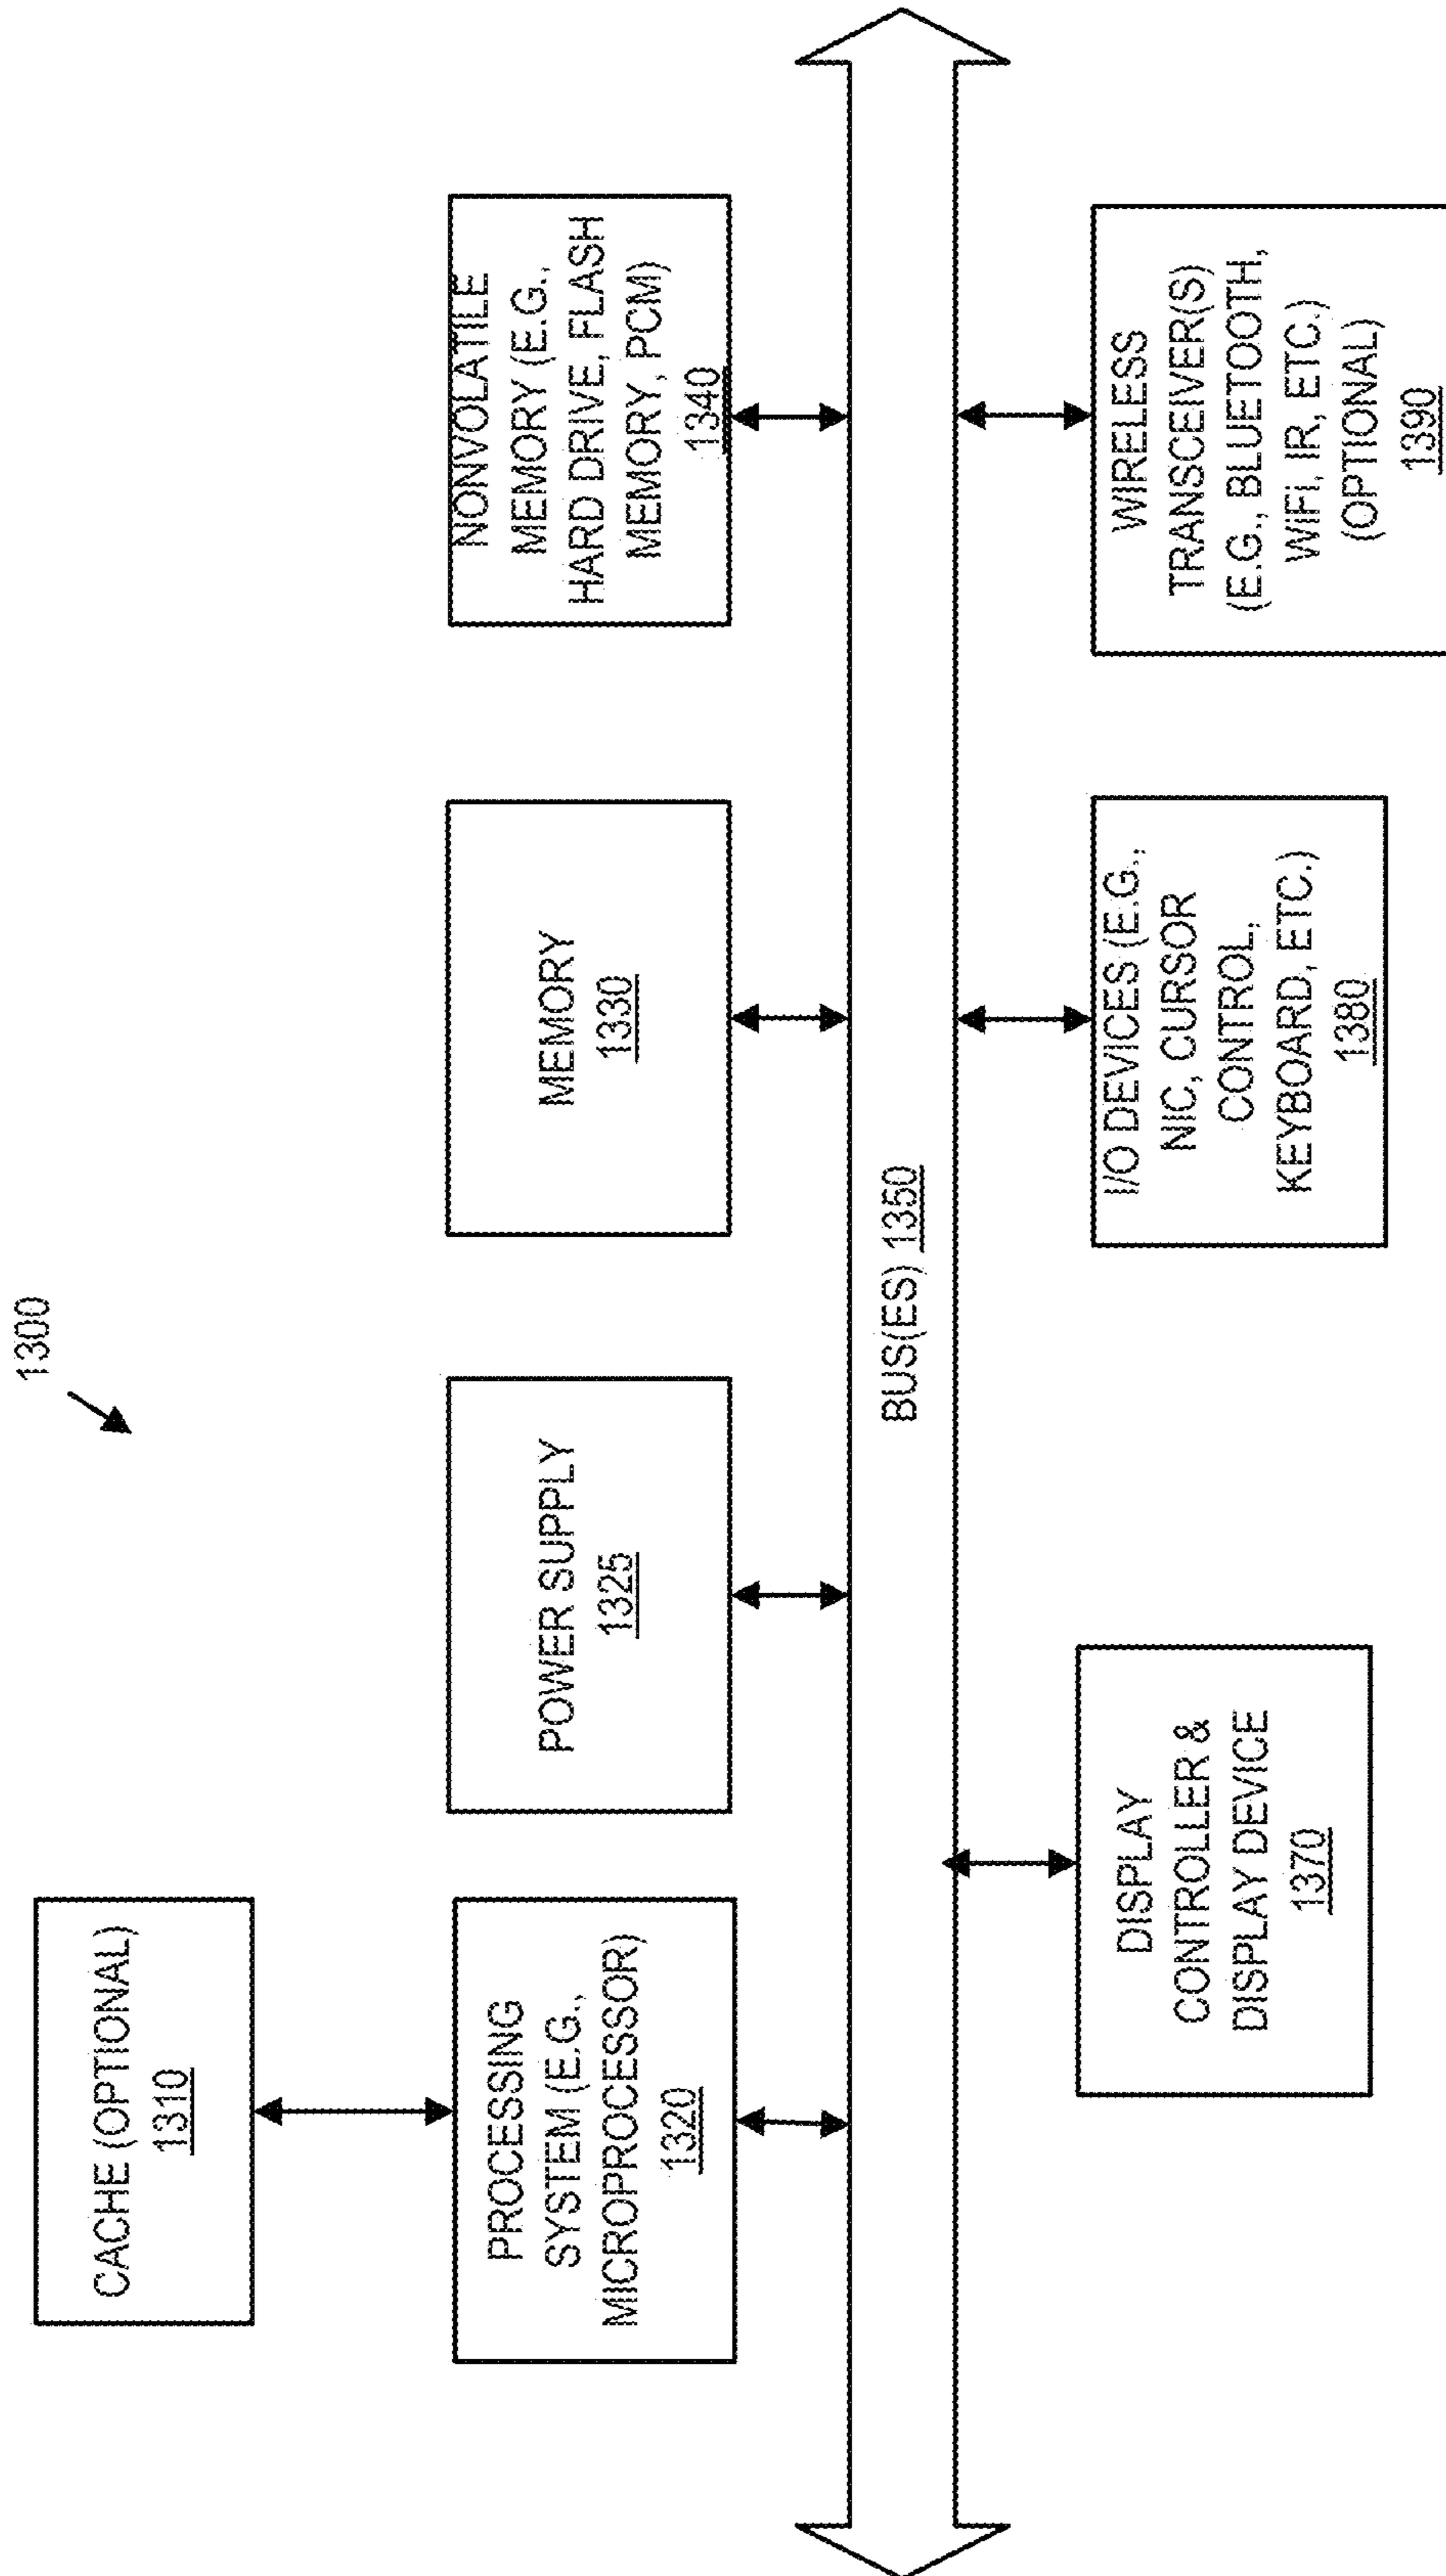 1300
CACHE (OPTIONAL)
1310
PROCESSING
SYSTEM (E.G.,
MICROPROCESSOR)
1320
POWER SUPPLY
1325
MEMORY
1330
NONVOLATILE
MEMORY (E.G.,
HARD DRIVE, FLASH
MEMORY, PCM)
1340
BUS(ES) 1350
DISPLAY
CONTROLLER &
DISPLAY DEVICE
1370
I/O DEVICES (E.G.,
NIC, CURSOR
CONTROL,
KEYBOARD, ETC.)
1380
WIRELESS
TRANSCEIVER(S)
(E.G., BLUETOOTH,
WiFi, IR, ETC.)
(OPTIONAL)
1390